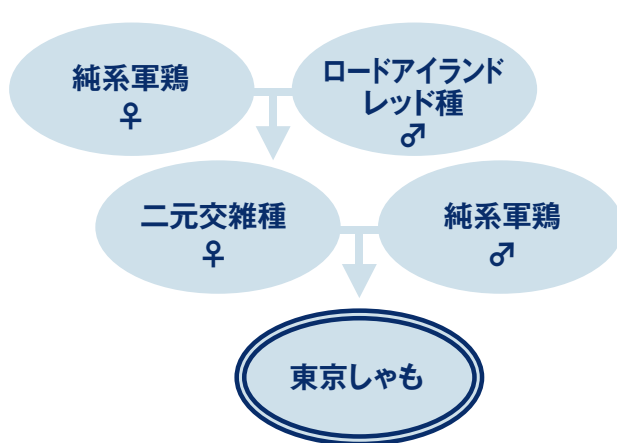 純系軍鶏
♀
ロードアイランド
レッド種
♂
二元交雑種
♀
純系軍鶏
♂
東京しゃも